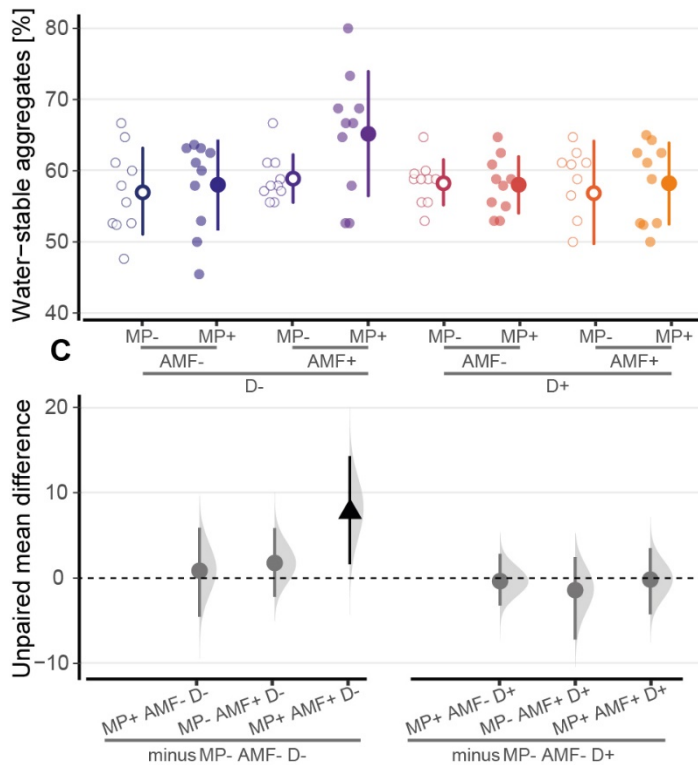 Water-stable aggregates [%]
80
70
60
50
40
MP- MP+ MP- MP+ MP- MP+ MP- MP+
AMF- AMF+ AMF- AMF+
D- D+
C
Unpaired mean difference
20
10
0
−10
MP+ AMF- D- MP- AMF+ D- MP+ AMF+ D- MP+ AMF- D+ MP- AMF+ D+ MP+ AMF+ D+
minus MP- AMF- D- minus MP- AMF- D+